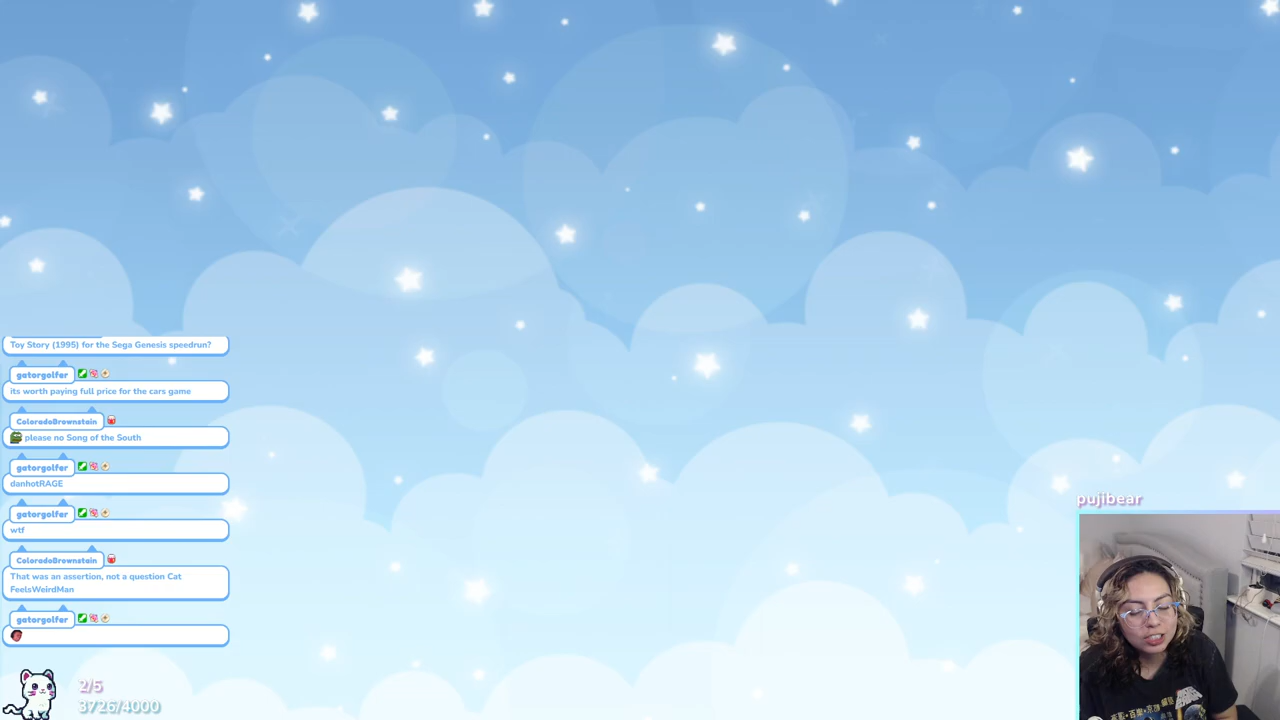 Toy Story (1995) for the Sega Genesis speedrun?
gatorgolfer
its worth paying full price for the cars game
ColoradoBrownstain
please no Song of the South
gatorgolfer
danhotRAGE
gatorgolfer
wtf
ColoradoBrownstain
That was an assertion, not a question Cat
FeelsWeirdMan
gatorgolfer
2/5
3726/4000
pujibear